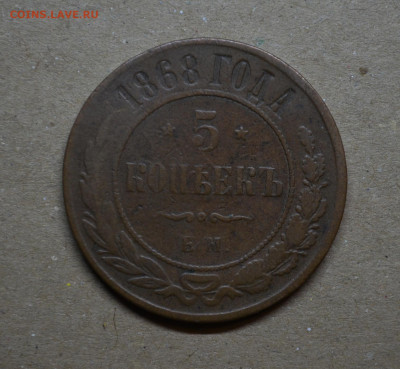 COINS.LAVE.RU
1868 ГОДА
* 5 *
КОПѢЕКЪ
Е.М.